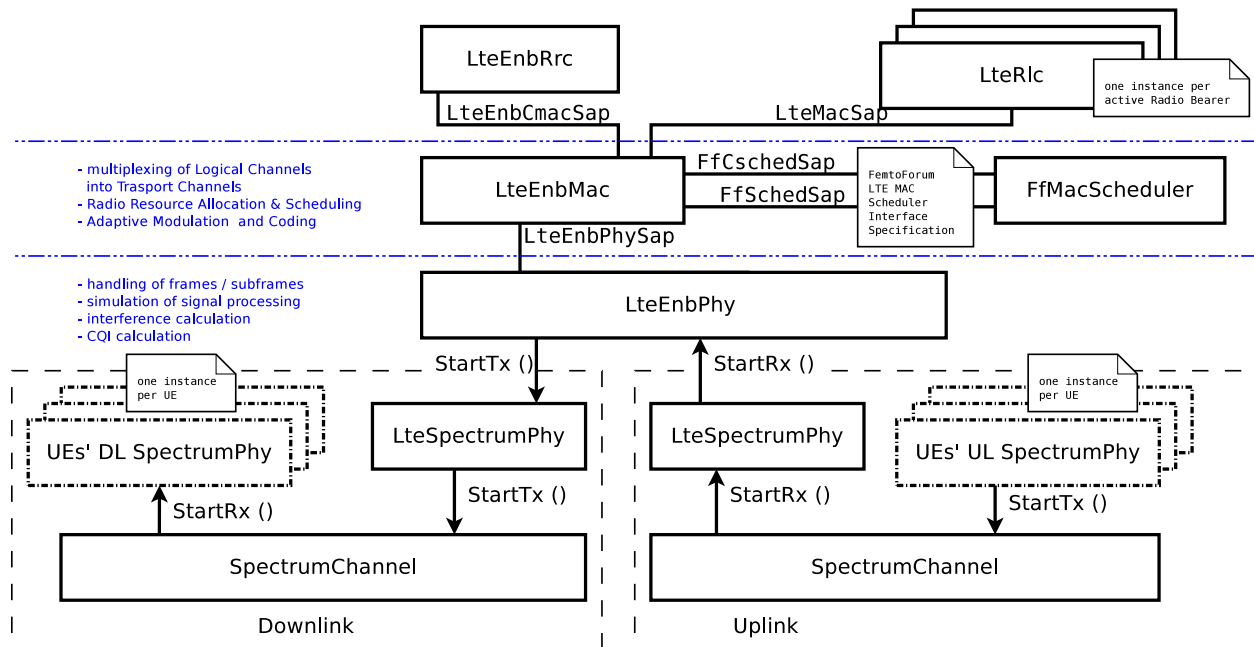 LteEnbRrc
LteRlc
one instance per
active Radio Bearer
LteEnbCmacSap
LteMacSap
- multiplexing of Logical Channels
into Trasport Channels
- Radio Resource Allocation & Scheduling
- Adaptive Modulation and Coding
LteEnbMac
FfCschedSap
FfSchedSap
FemtoForum
LTE MAC
Scheduler
Interface
Specification
FfMacScheduler
LteEnbPhySap
- handling of frames / subframes
- simulation of signal processing
- interference calculation
- CQI calculation
LteEnbPhy
StartTx ()
StartRx ()
one instance
per UE
UEs' DL SpectrumPhy
LteSpectrumPhy
LteSpectrumPhy
one instance
per UE
UEs' UL SpectrumPhy
StartRx ()
StartTx ()
StartRx ()
StartTx ()
SpectrumChannel
SpectrumChannel
Downlink
Uplink